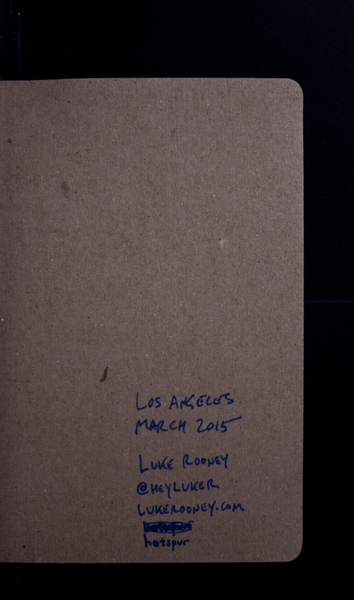 LOS ANGELES
MARCH 2015
LUKE ROONEY
@HEYLUKER
LUKEROONEY.COM
hotspur